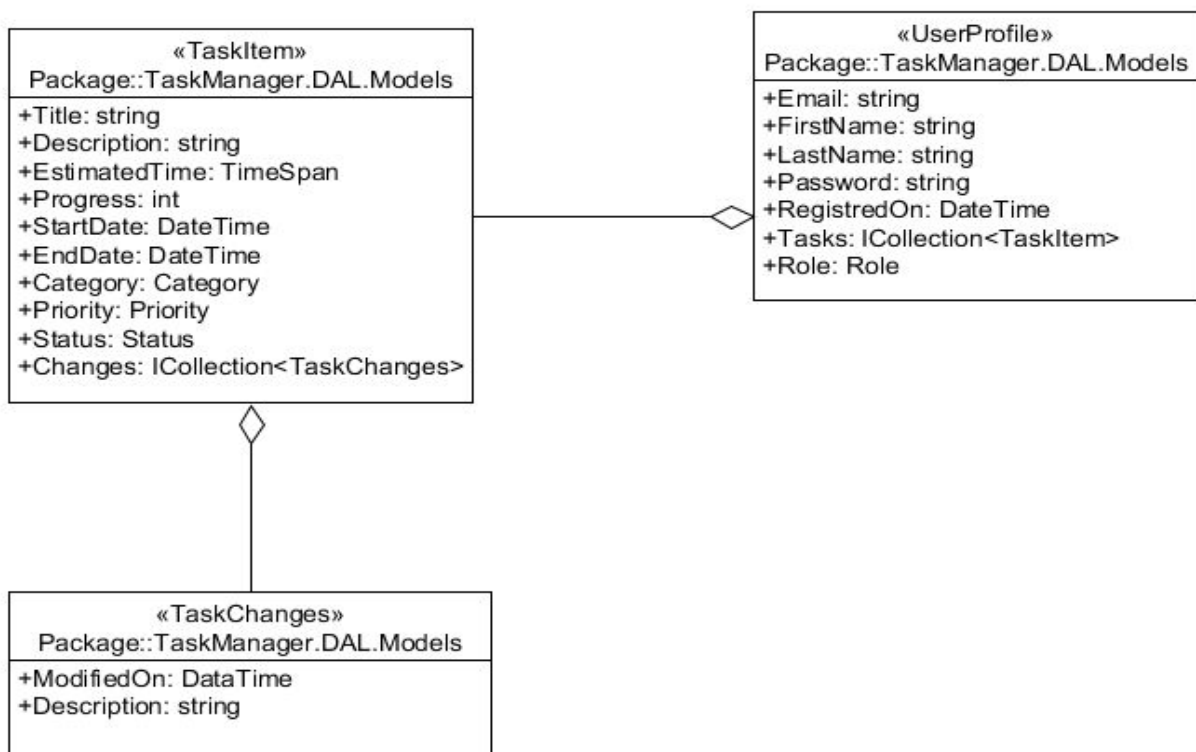 «TaskItem»
Package::TaskManager.DAL.Models
+Title: string
+Description: string
+EstimatedTime: TimeSpan
+Progress: int
+StartDate: DateTime
+EndDate: DateTime
+Category: Category
+Priority: Priority
+Status: Status
+Changes: ICollection<TaskChanges>
«UserProfile»
Package::TaskManager.DAL.Models
+Email: string
+FirstName: string
+LastName: string
+Password: string
+RegistredOn: DateTime
+Tasks: ICollection<TaskItem>
+Role: Role
«TaskChanges»
Package::TaskManager.DAL.Models
+ModifiedOn: DataTime
+Description: string